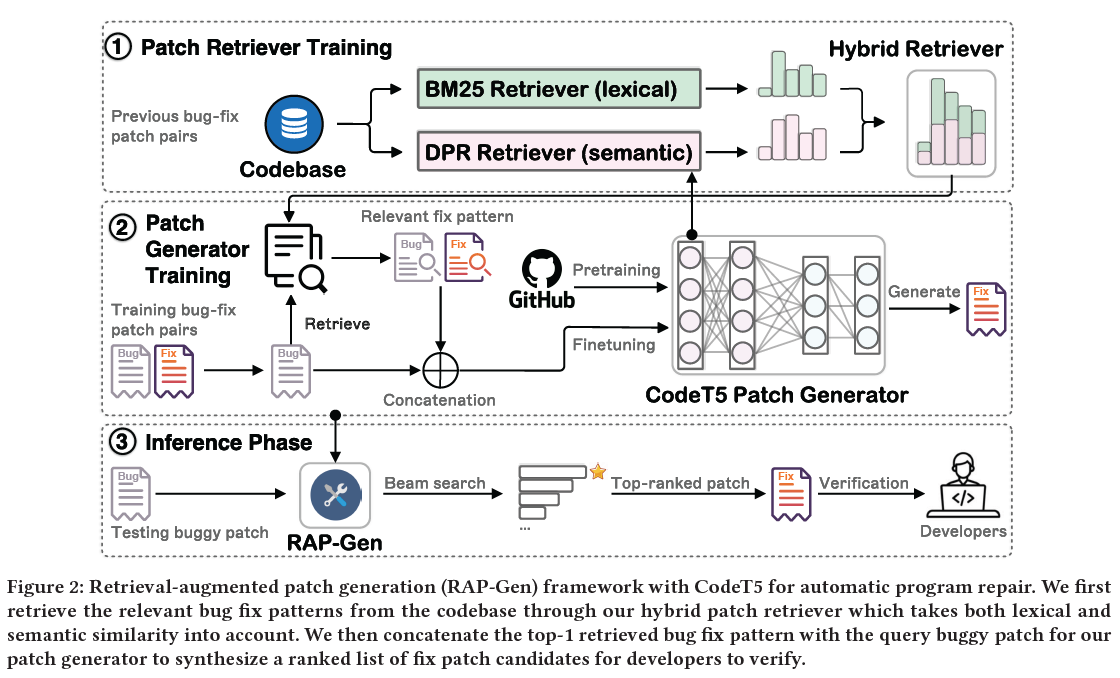 1 Patch Retriever Training
Hybrid Retriever
Previous bug-fix
patch pairs
Codebase
BM25 Retriever (lexical)
DPR Retriever (semantic)
2 Patch
Generator
Training
Relevant fix pattern
Bug
Fix
GitHub
Pretraining
Finetuning
Generate
Fix
Training bug-fix
patch pairs
Retrieve
Bug
Fix
Bug
Concatenation
CodeT5 Patch Generator
3 Inference Phase
Bug
Testing buggy patch
RAP-Gen
Beam search
...
Top-ranked patch
Fix
Verification
</>
Developers
Figure 2: Retrieval-augmented patch generation (RAP-Gen) framework with CodeT5 for automatic program repair. We first
retrieve the relevant bug fix patterns from the codebase through our hybrid patch retriever which takes both lexical and
semantic similarity into account. We then concatenate the top-1 retrieved bug fix pattern with the query buggy patch for our
patch generator to synthesize a ranked list of fix patch candidates for developers to verify.